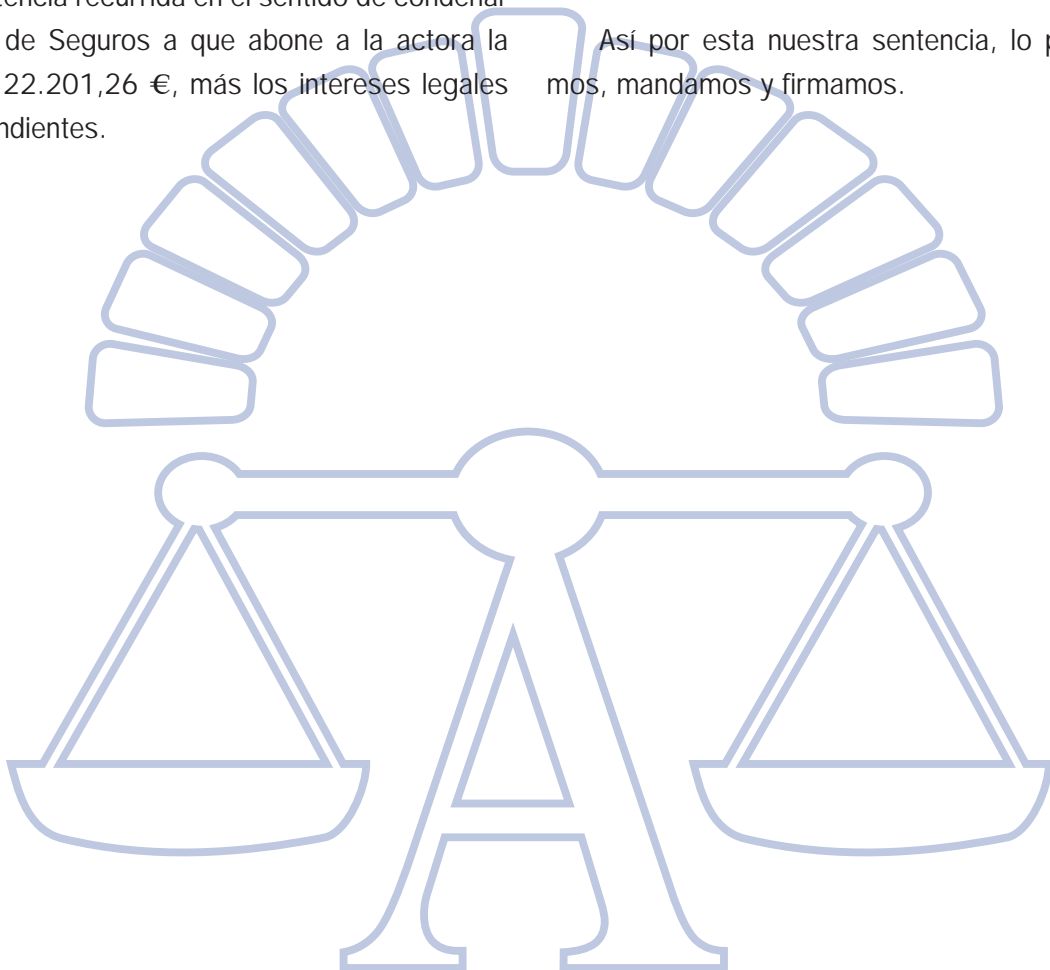 tencia recurrida en el sentido de condenar
de Seguros a que abone a la actora la
22.201,26 €, más los intereses legales
ndientes.
Así por esta nuestra sentencia, lo p
mos, mandamos y firmamos.
A